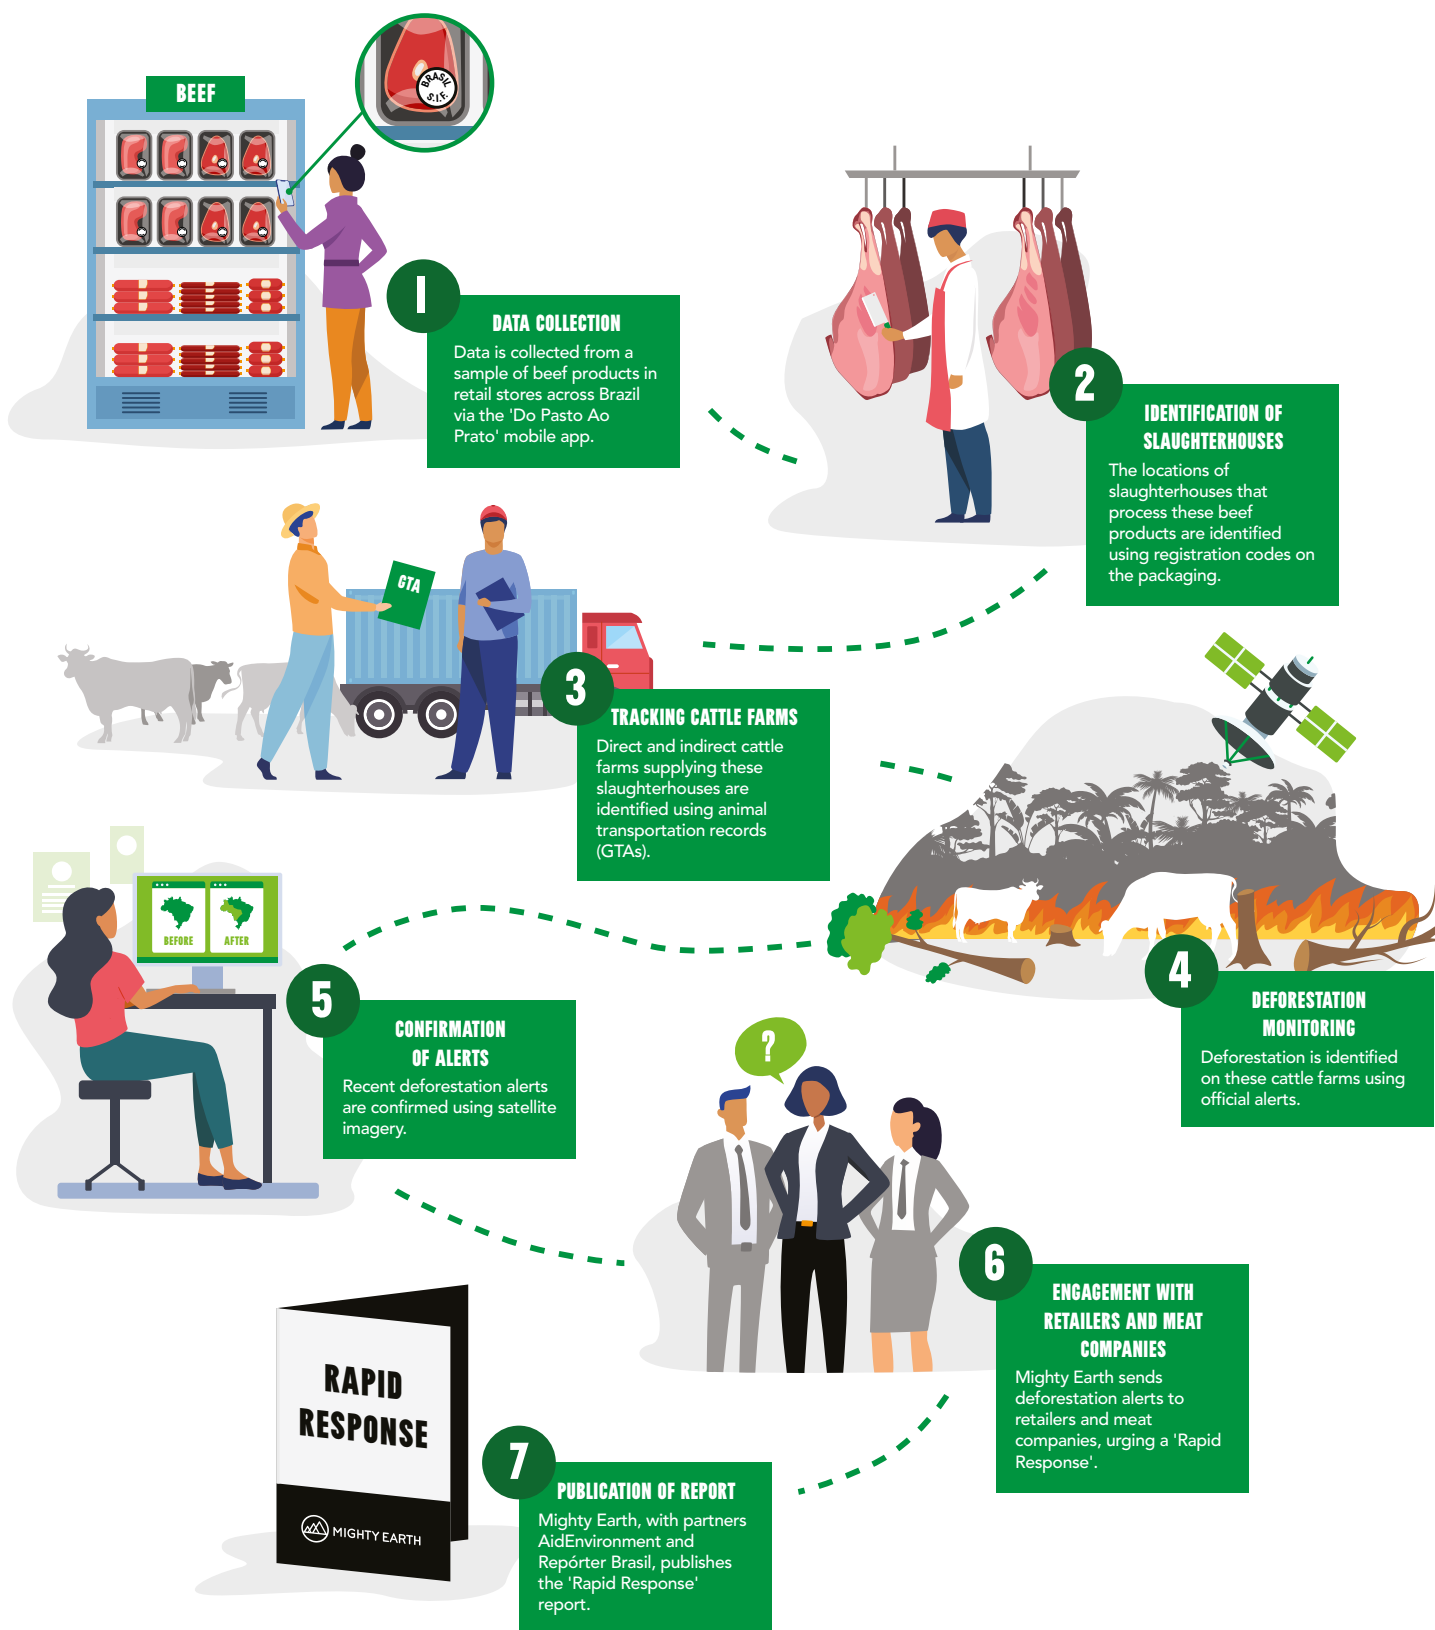 BEEF
BRASIL
S.I.F.
1
DATA COLLECTION
Data is collected from a
sample of beef products in
retail stores across Brazil
via the 'Do Pasto Ao
Prato' mobile app.
2
IDENTIFICATION OF
SLAUGHTERHOUSES
The locations of
slaughterhouses that
process these beef
products are identified
using registration codes on
the packaging.
GTA
3
TRACKING CATTLE FARMS
Direct and indirect cattle
farms supplying these
slaughterhouses are
identified using animal
transportation records
(GTAs).
4
DEFORESTATION
MONITORING
Deforestation is identified
on these cattle farms using
official alerts.
BEFORE
AFTER
5
CONFIRMATION
OF ALERTS
Recent deforestation alerts
are confirmed using satellite
imagery.
?
6
ENGAGEMENT WITH
RETAILERS AND MEAT
COMPANIES
Mighty Earth sends
deforestation alerts to
retailers and meat
companies, urging a 'Rapid
Response'.
RAPID
RESPONSE
MIGHTY EARTH
7
PUBLICATION OF REPORT
Mighty Earth, with partners
AidEnvironment and
Repórter Brasil, publishes
the 'Rapid Response'
report.